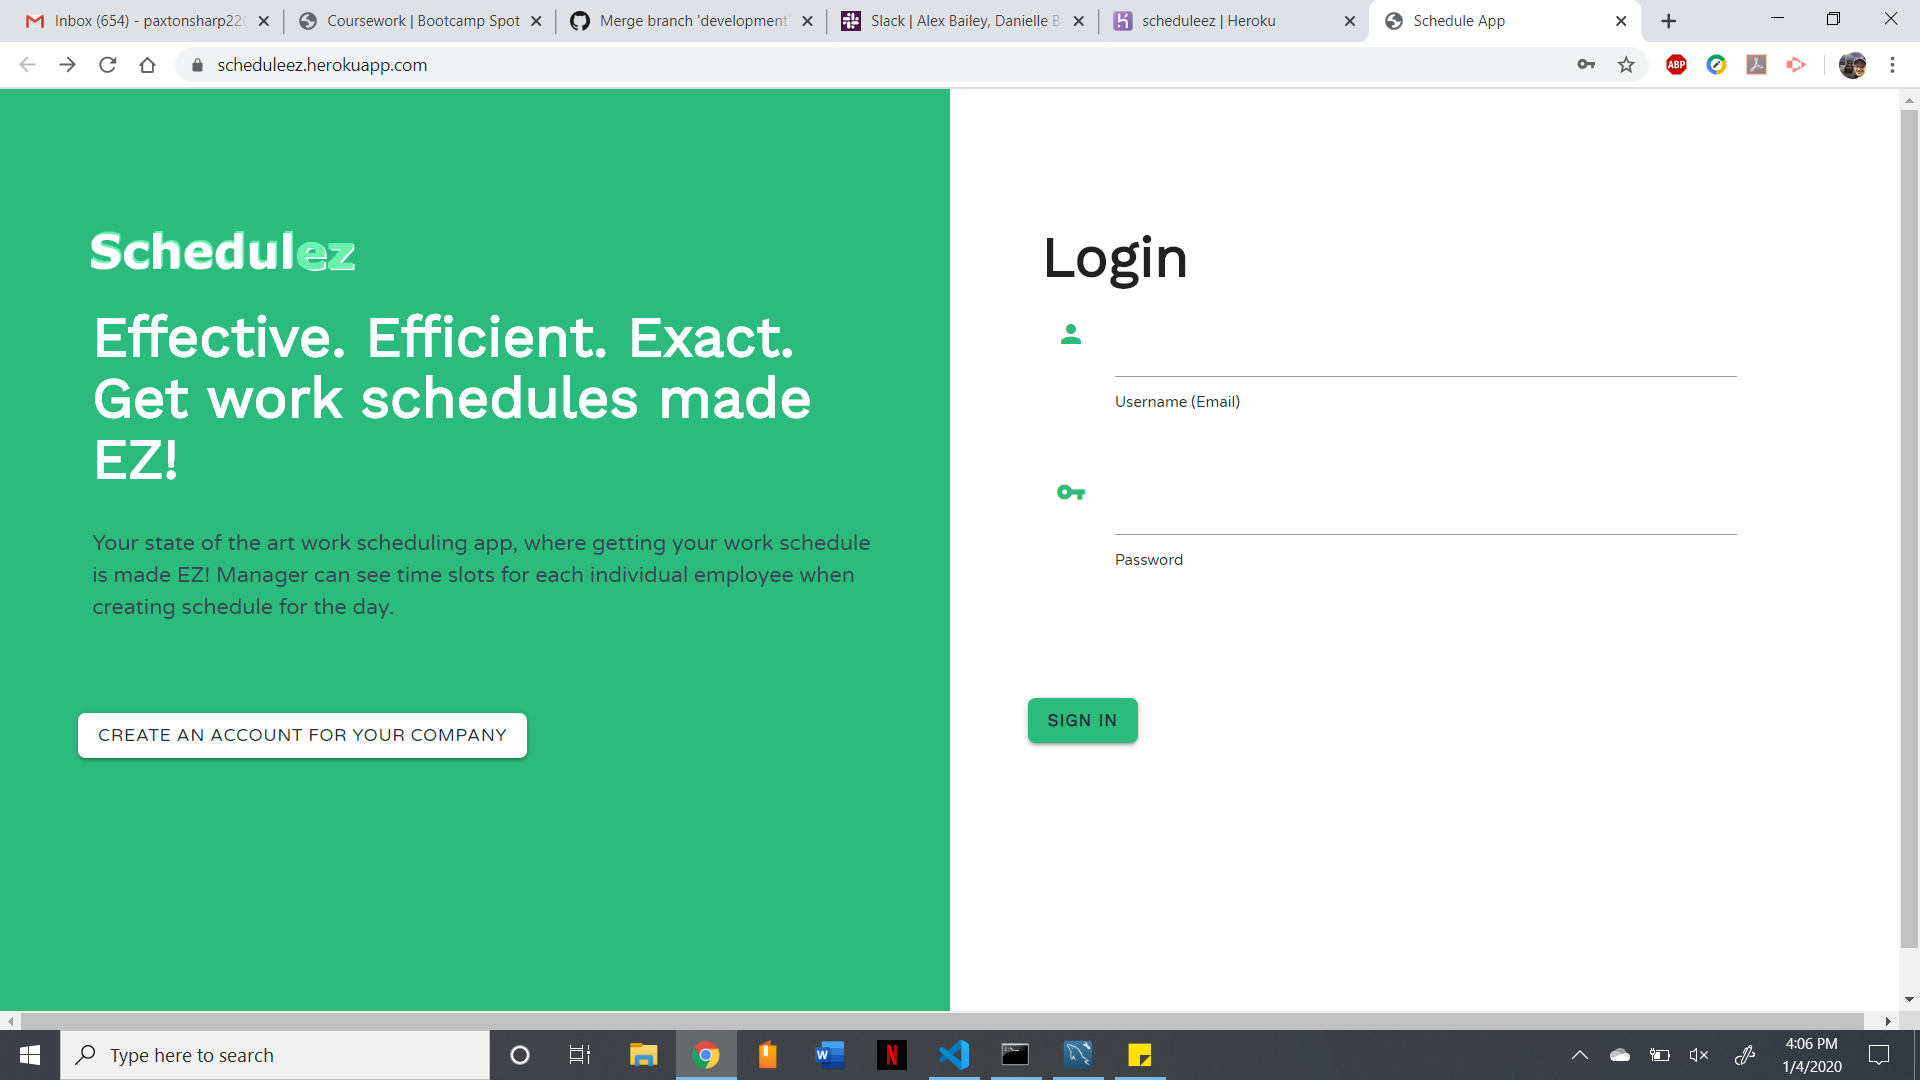 Inbox (654) - paxtonsharp22
Coursework | Bootcamp Spot
Merge branch 'development'
Slack | Alex Bailey, Danielle B
scheduleez | Heroku
Schedule App
scheduleez.herokuapp.com
ABP
Schedulez
Effective. Efficient. Exact.
Get work schedules made
EZ!
Your state of the art work scheduling app, where getting your work schedule
is made EZ! Manager can see time slots for each individual employee when
creating schedule for the day.
CREATE AN ACCOUNT FOR YOUR COMPANY
Login
Username (Email)
Password
SIGN IN
Type here to search
4:06 PM
1/4/2020